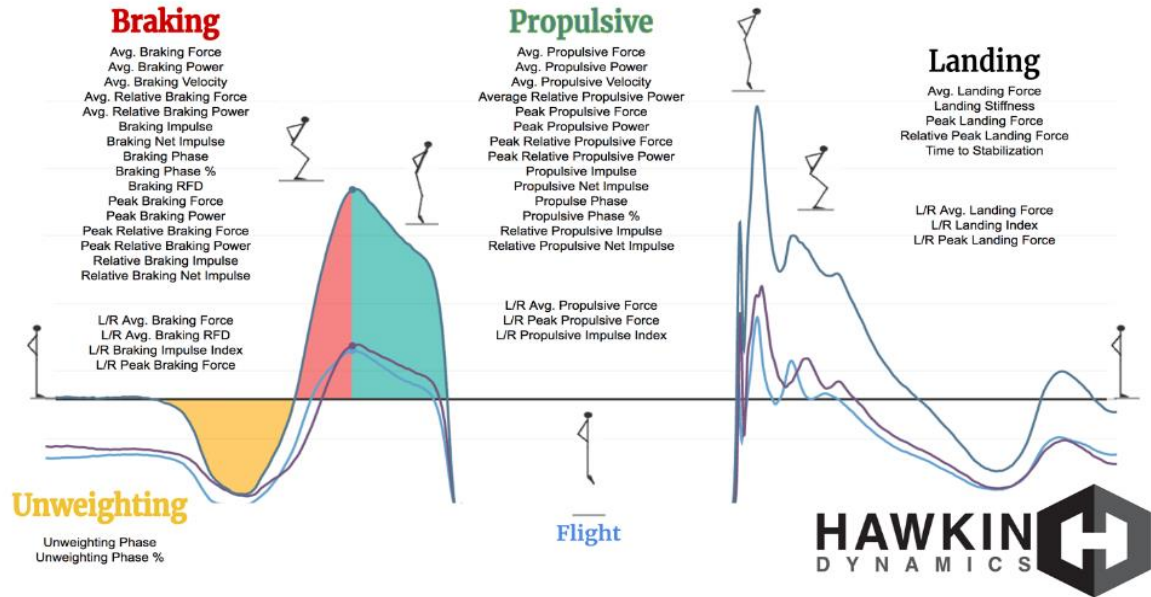 Braking
Avg. Braking Force
Avg. Braking Power
Avg. Braking Velocity
Avg. Relative Braking Force
Avg. Relative Braking Power
Braking Impulse
Braking Net Impulse
Braking Phase
Braking Phase %
Braking RFD
Peak Braking Force
Peak Braking Power
Peak Relative Braking Force
Peak Relative Braking Power
Relative Braking Impulse
Relative Braking Net Impulse
L/R Avg. Braking Force
L/R Avg. Braking RFD
L/R Braking Impulse Index
L/R Peak Braking Force
Propulsive
Avg. Propulsive Force
Avg. Propulsive Power
Avg. Propulsive Velocity
Average Relative Propulsive Power
Peak Propulsive Force
Peak Propulsive Power
Peak Relative Propulsive Force
Peak Relative Propulsive Power
Propulsive Impulse
Propulsive Net Impulse
Propulse Phase
Propulsive Phase %
Relative Propulsive Impulse
Relative Propulsive Net Impulse
L/R Avg. Propulsive Force
L/R Peak Propulsive Force
L/R Propulsive Impulse Index
Landing
Avg. Landing Force
Landing Stiffness
Peak Landing Force
Relative Peak Landing Force
Time to Stabilization
L/R Avg. Landing Force
L/R Landing Index
L/R Peak Landing Force
Unweighting
Unweighting Phase
Unweighting Phase %
Flight
HAWKIN
DYNAMICS